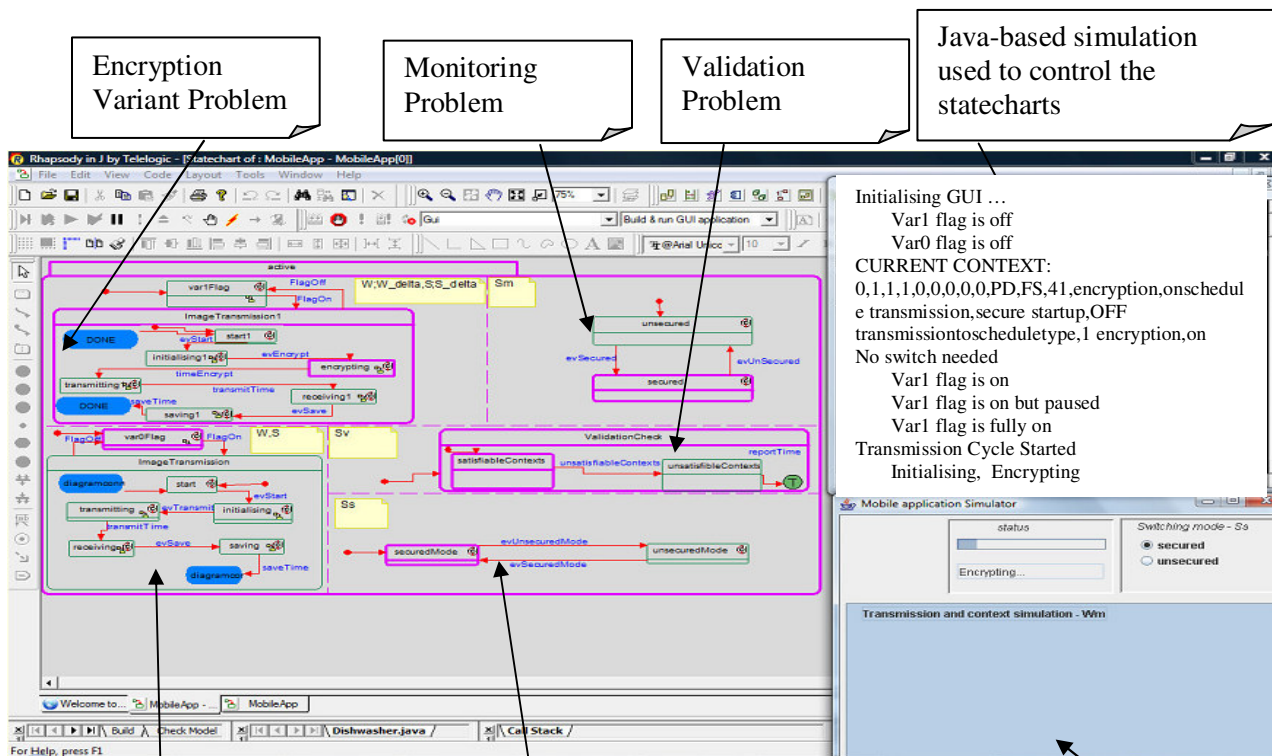 Encryption
Variant Problem
Monitoring
Problem
Validation
Problem
Java-based simulation
used to control the
statecharts
Rhapsody in J by Telelogic - [Statechart of : MobileApp - MobileApp[0]]
File Edit View Code Layout Tools Window Help
75%
Gui
Build & run GUI application
@Arial Unicc
10
active
var1Flag
FlagOff
FlagOn
W;W_delta,S;S_delta
Sm
ImageTransmission1
DONE
evStart
start1
initialising1
evEncrypt
encrypting
timeEncrypt
transmitting
transmitTime
receiving1
DONE
saveTime
saving1
evSave
unsecured
evSecured
evUnSecured
secured
FlagOff
var0Flag
FlagOn
W,S
Sv
ImageTransmission
diagramconn
start
evStart
transmitting
evTransmit
initialising
transmitTime
receiving
evSave
saving
saveTime
diagramcon
ValidationCheck
reportTime
satisfiableContexts
unsatisfiableContexts
unsatisfibleContexts
T
Ss
securedMode
evUnsecuredMode
unsecuredMode
evSecuredMode
Initialising GUI …
Var1 flag is off
Var0 flag is off
CURRENT CONTEXT:
0,1,1,1,0,0,0,0,0,PD,FS,41,encryption,onschedul
e transmission,secure startup,OFF
transmissiontoscheduletype,1 encryption,on
No switch needed
Var1 flag is on
Var1 flag is on but paused
Var1 flag is fully on
Transmission Cycle Started
Initialising, Encrypting
Mobile application Simulator
status
Encrypting...
Switching mode - Ss
secured
unsecured
Transmission and context simulation - Wm
Welcome to...
MobileApp - ...
MobileApp
Build
Check Model
Dishwasher.java
Call Stack
For Help, press F1